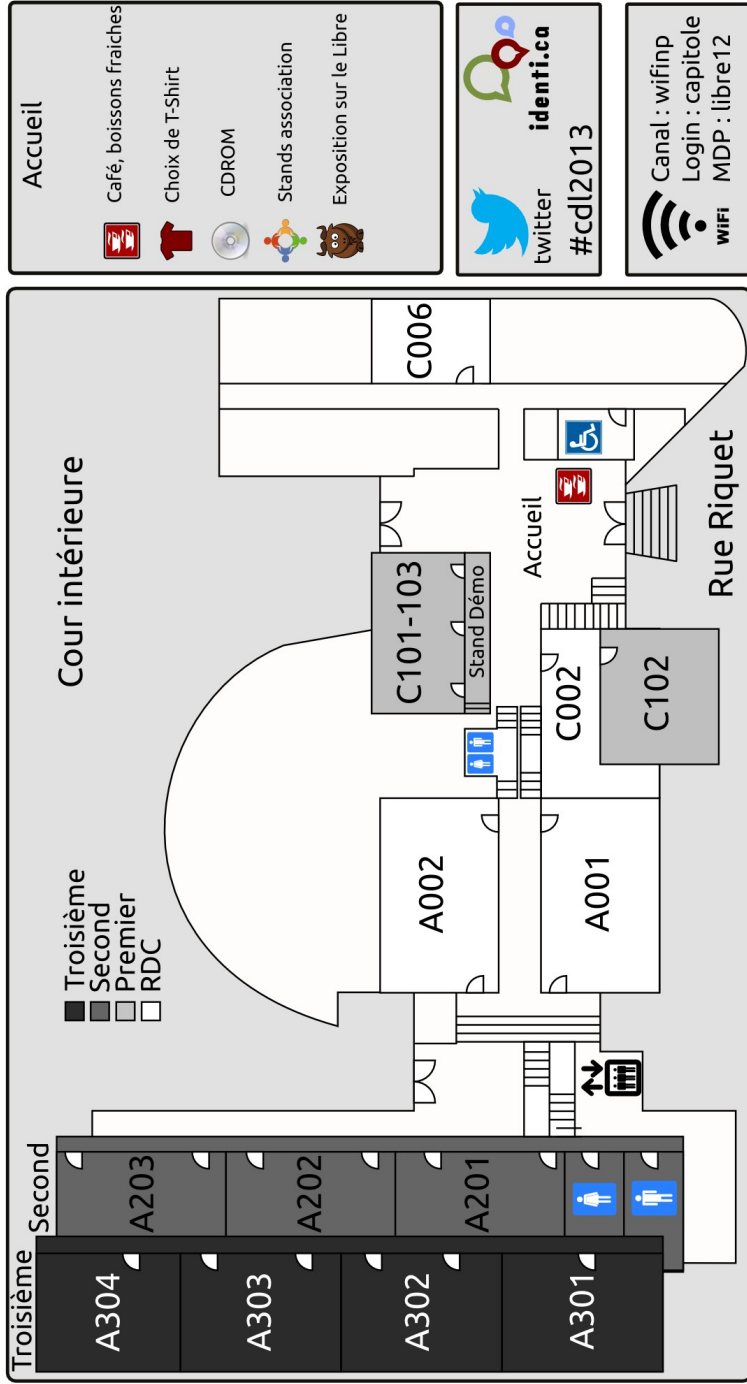 Troisième
Second
A304
A303
A302
A301
A203
A202
A201
Troisième
Second
Premier
RDC
Cour intérieure
A002
A001
C101-103
Stand Démo
C002
C102
Accueil
C006
Rue Riquet
Accueil
Café, boissons fraiches
Choix de T-Shirt
CDROM
Stands association
Exposition sur le Libre
twitter
identi.ca
#cdl2013
WiFi
Canal : wifinp
Login : capitole
MDP : libre12